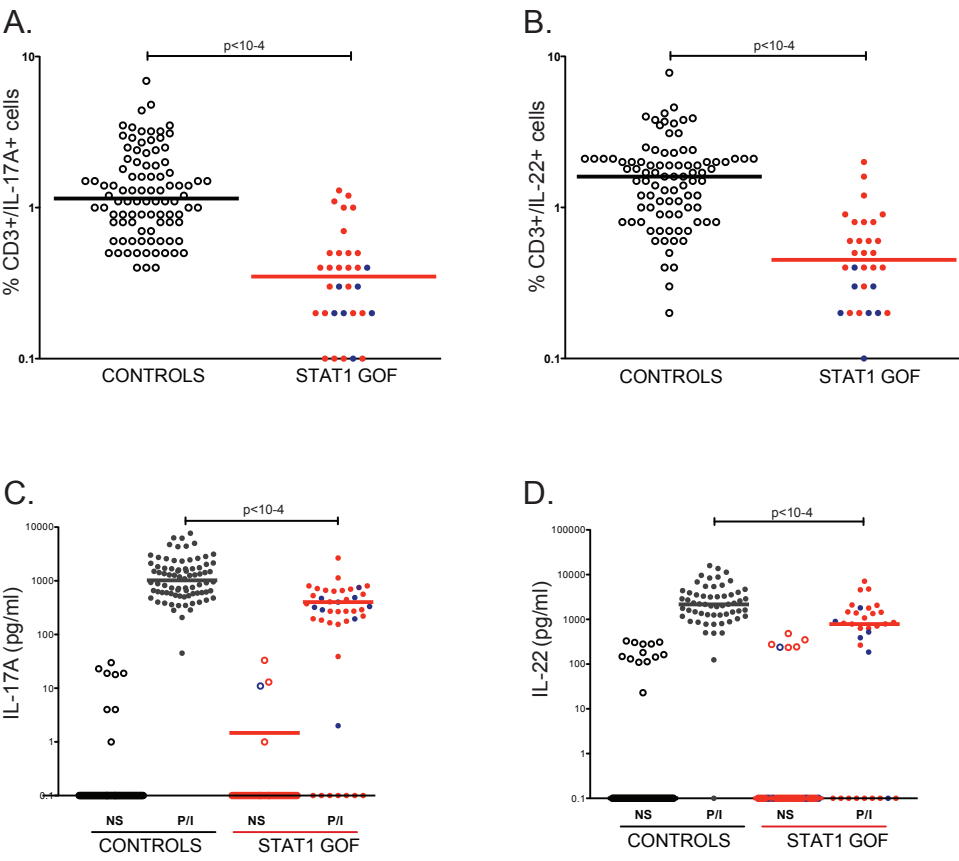 A.
p<10-4
10
1
0.1
% CD3+/IL-17A+ cells
CONTROLS
STAT1 GOF
B.
p<10-4
10
1
0.1
% CD3+/IL-22+ cells
CONTROLS
STAT1 GOF
C.
p<10-4
10000
1000
100
10
1
0.1
IL-17A (pg/ml)
NS P/I NS P/I
CONTROLS STAT1 GOF
D.
p<10-4
100000
10000
1000
100
10
1
0.1
IL-22 (pg/ml)
NS P/I NS P/I
CONTROLS STAT1 GOF